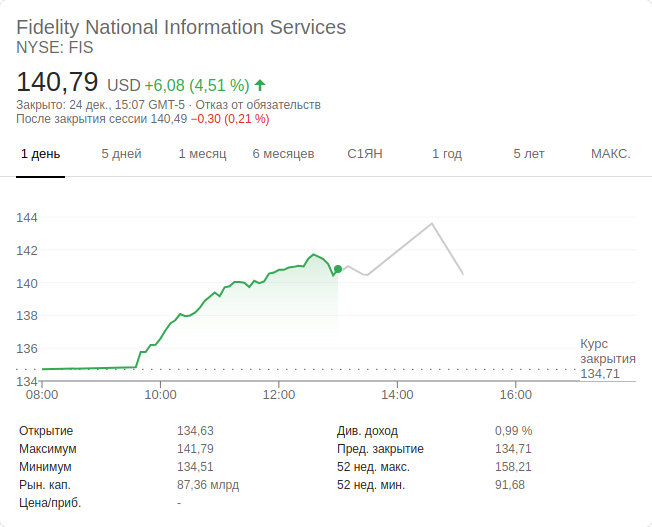 Fidelity National Information Services
NYSE: FIS
140,79 USD +6,08 (4,51 %)
Закрыто: 24 дек., 15:07 GMT-5 · Отказ от обязательств
После закрытия сессии 140,49 −0,30 (0,21 %)
1 день 5 дней 1 месяц 6 месяцев С1ЯН 1 год 5 лет МАКС.
144
142
140
138
136
134
Курс
закрытия
134,71
08:00 10:00 12:00 14:00 16:00
Открытие 134,63 Див. доход 0,99 %
Максимум 141,79 Пред. закрытие 134,71
Минимум 134,51 52 нед. макс. 158,21
Рын. кап. 87,36 млрд 52 нед. мин. 91,68
Цена/приб. -